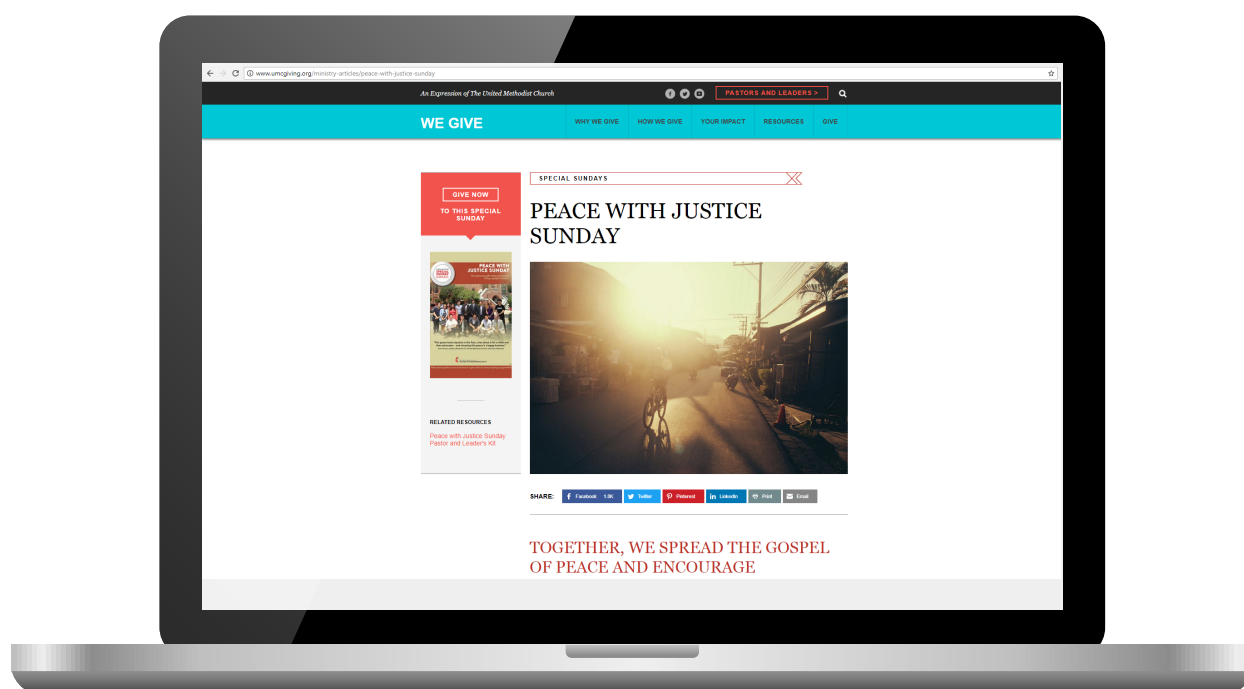 www.umcgiving.org/ministry-articles/peace-with-justice-sunday
An Expression of The United Methodist Church
PASTORS AND LEADERS >
WE GIVE
WHY WE GIVE
HOW WE GIVE
YOUR IMPACT
RESOURCES
GIVE
GIVE NOW
TO THIS SPECIAL
SUNDAY
PEACE WITH
JUSTICE SUNDAY
RELATED RESOURCES
Peace with Justice Sunday
Pastor and Leader's Kit
SPECIAL SUNDAYS
PEACE WITH JUSTICE
SUNDAY
SHARE:
Facebook 1.0K
Twitter
Pinterest
LinkedIn
Print
Email
TOGETHER, WE SPREAD THE GOSPEL
OF PEACE AND ENCOURAGE